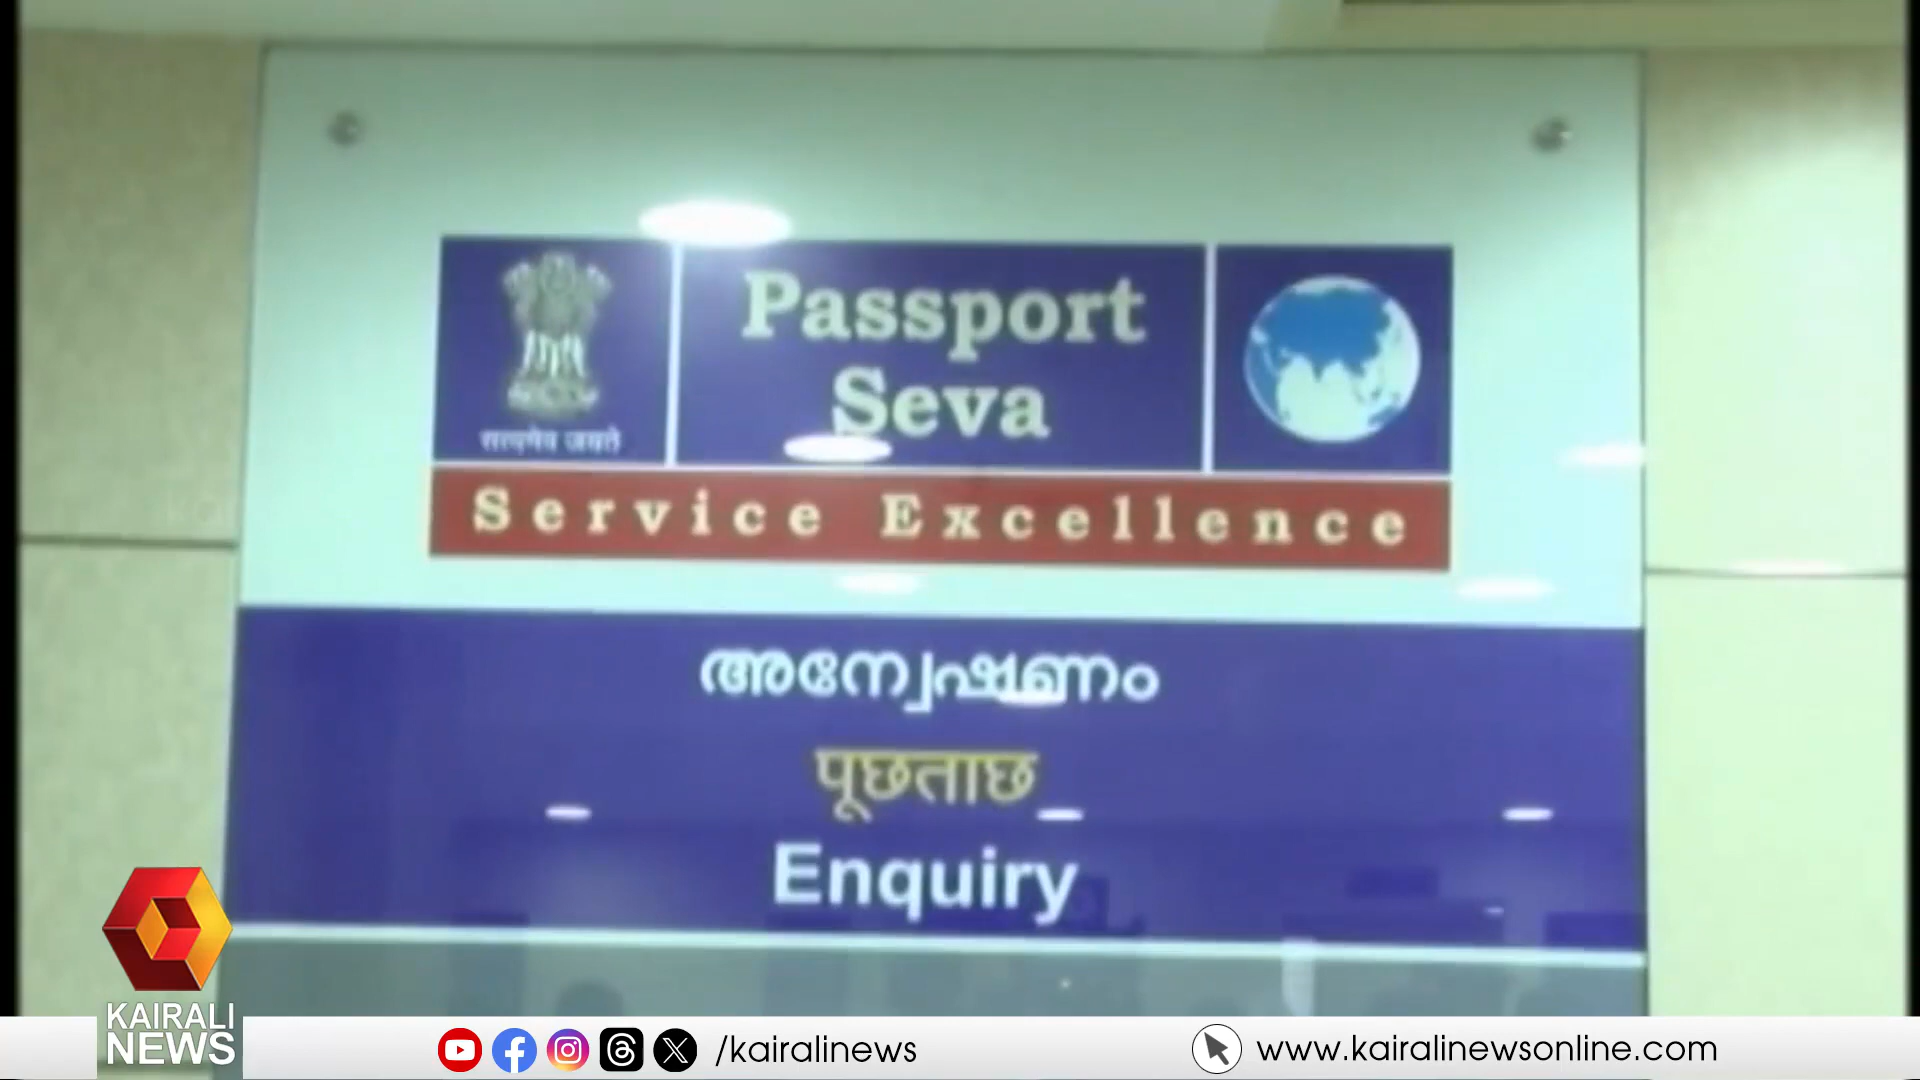 Passport
Seva
सत्यमेव जयते
Service Excellence
അന്വേഷണം
पूछताछ
Enquiry
KAIRALI
NEWS
/kairalinews
www.kairalinewsonline.com